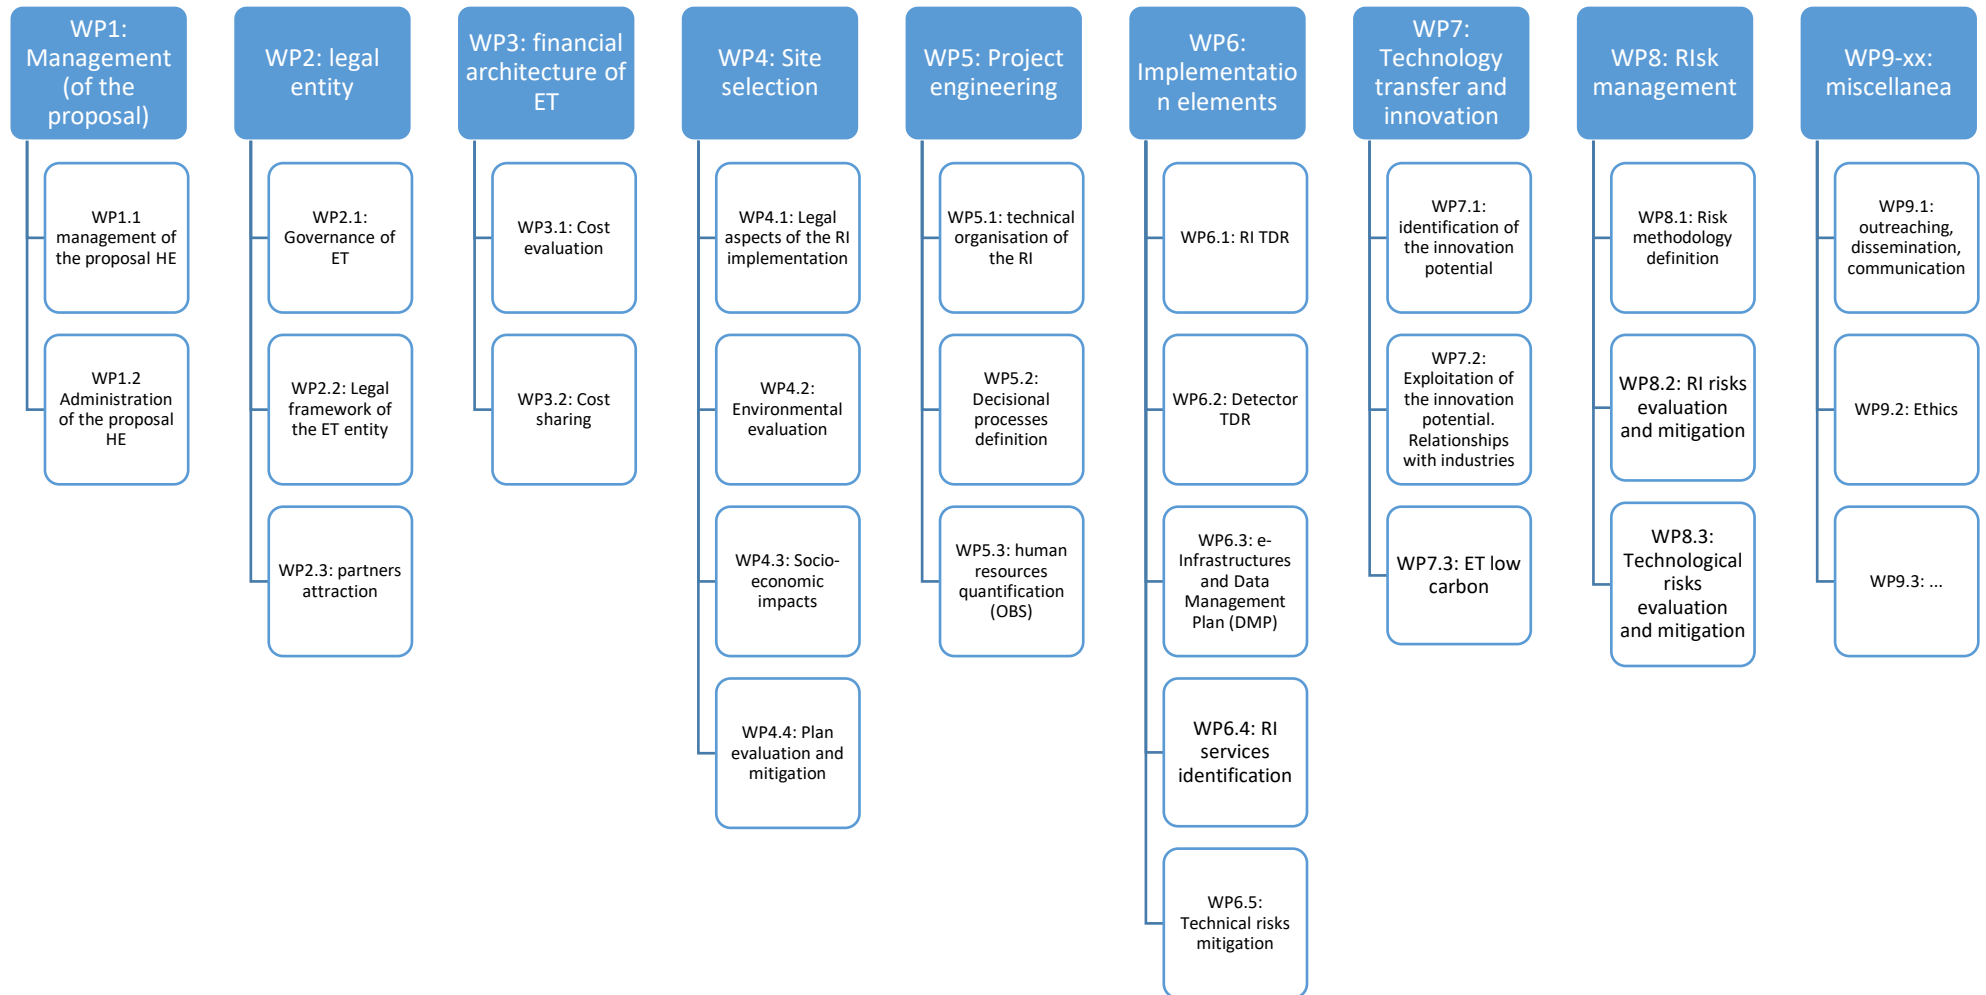 WP1:
Management
(of the
proposal)
WP1.1
management of
the proposal HE
WP1.2
Administration
of the proposal
HE
WP2: legal
entity
WP2.1:
Governance of
ET
WP2.2: Legal
framework of
the ET entity
WP2.3: partners
attraction
WP3: financial
architecture of
ET
WP3.1: Cost
evaluation
WP3.2: Cost
sharing
WP4: Site
selection
WP4.1: Legal
aspects of the RI
implementation
WP4.2:
Environmental
evaluation
WP4.3: Socio-
economic
impacts
WP4.4: Plan
evaluation and
mitigation
WP5: Project
engineering
WP5.1: technical
organisation of
the RI
WP5.2:
Decisional
processes
definition
WP5.3: human
resources
quantification
(OBS)
WP6:
Implementatio
n elements
WP6.1: RI TDR
WP6.2: Detector
TDR
WP6.3: e-
Infrastructures
and Data
Management
Plan (DMP)
WP6.4: RI
services
identification
WP6.5:
Technical risks
mitigation
WP7:
Technology
transfer and
innovation
WP7.1:
identification of
the innovation
potential
WP7.2:
Exploitation of
the innovation
potential.
Relationships
with industries
WP7.3: ET low
carbon
WP8: RIsk
management
WP8.1: Risk
methodology
definition
WP8.2: RI risks
evaluation
and mitigation
WP8.3:
Technological
risks
evaluation
and mitigation
WP9-xx:
miscellanea
WP9.1:
outreaching,
dissemination,
communication
WP9.2: Ethics
WP9.3: ...